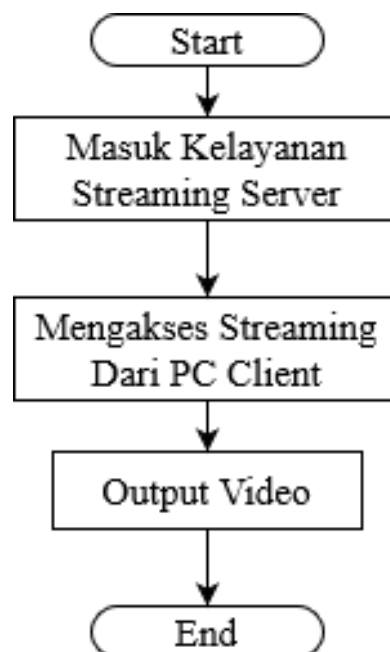 Start
Masuk Kelayanan
Streaming Server
Mengakses Streaming
Dari PC Client
Output Video
End